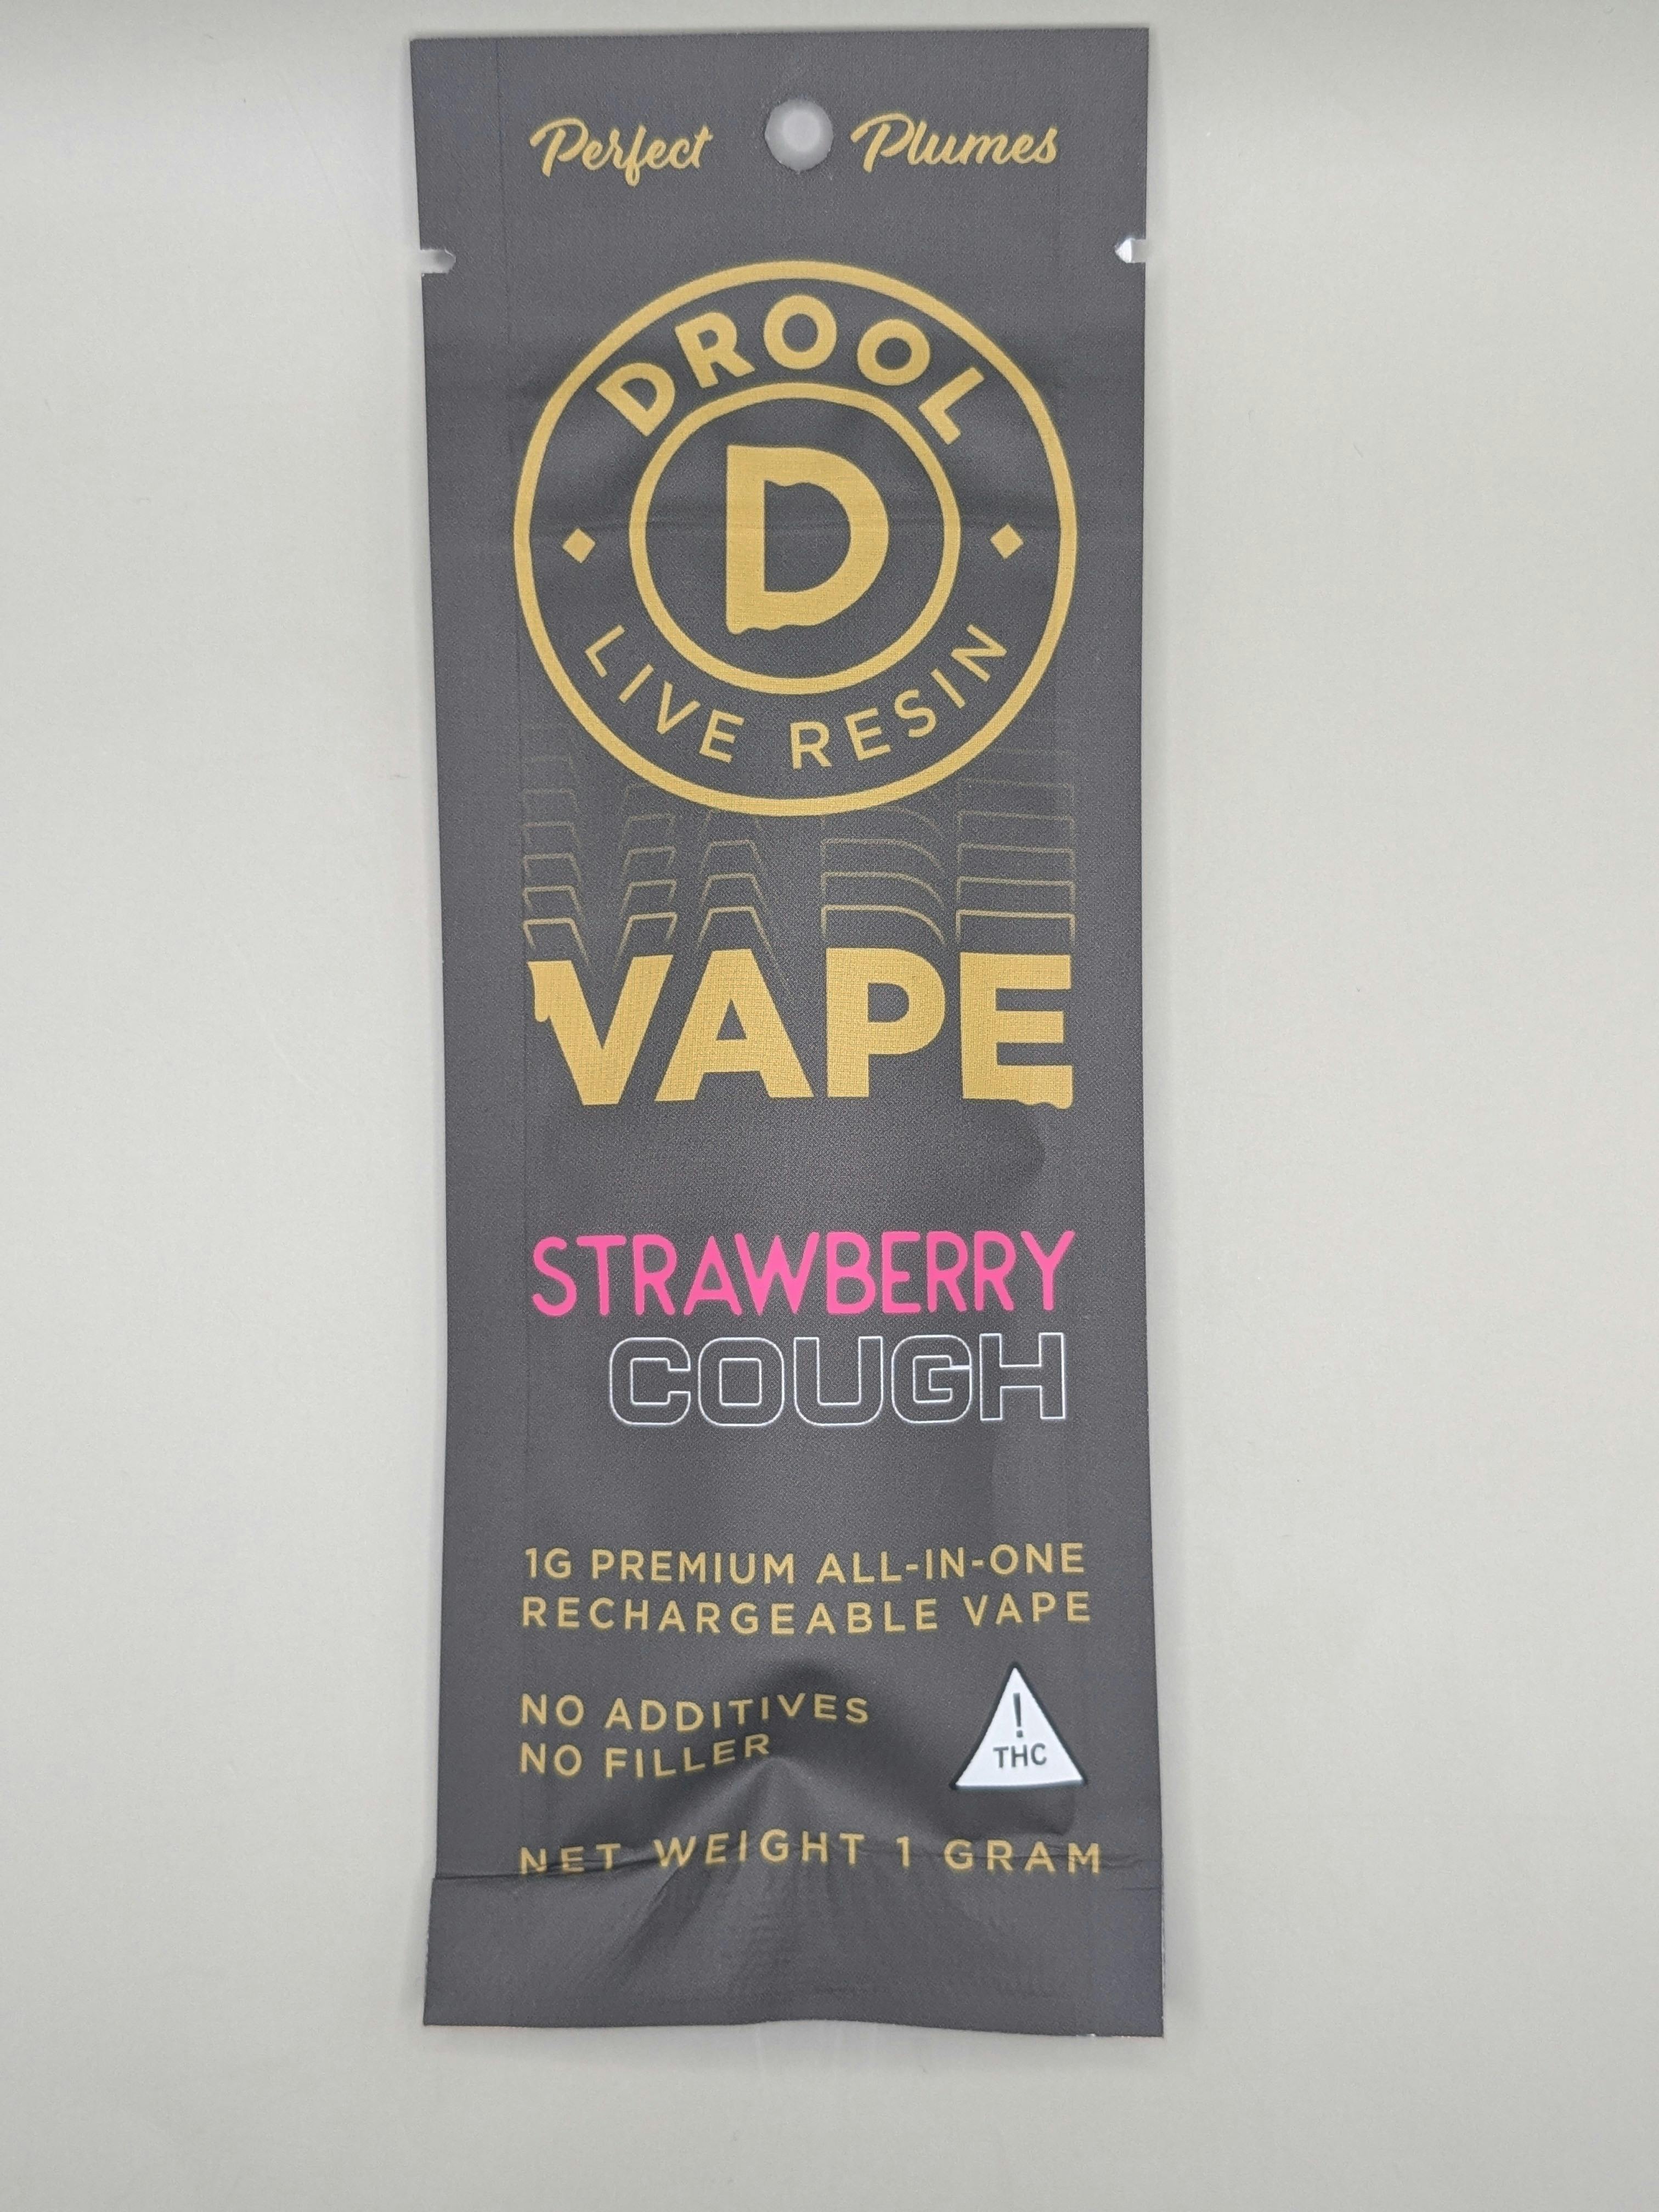 Perfect Plumes
DROOL
D
LIVE RESIN
VAPE
STRAWBERRY
COUGH
1G PREMIUM ALL-IN-ONE
RECHARGEABLE VAPE
NO ADDITIVES
NO FILLER
!
THC
NET WEIGHT 1 GRAM